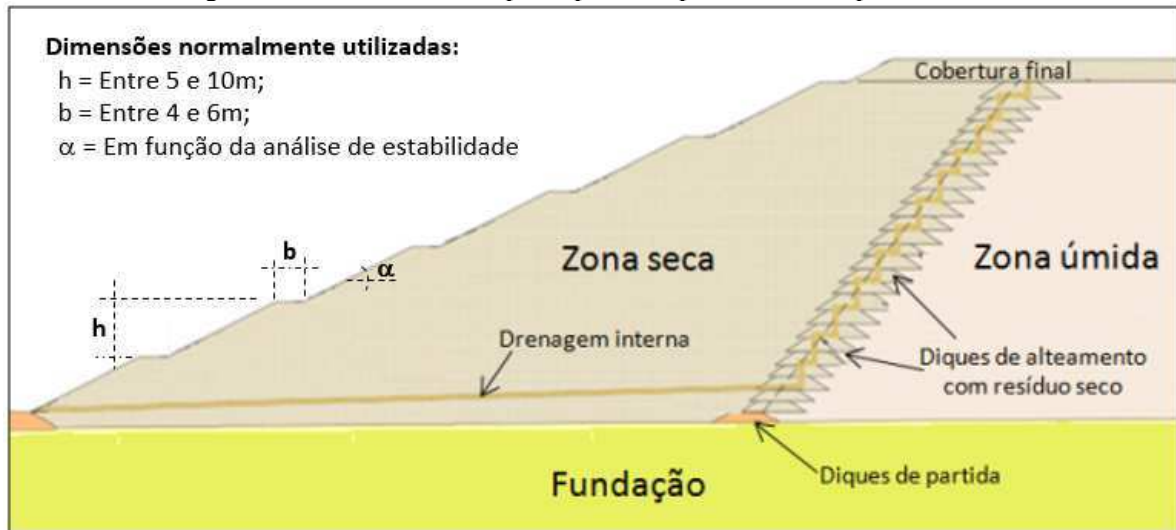 Dimensões normalmente utilizadas:
h = Entre 5 e 10m;
b = Entre 4 e 6m;
α = Em função da análise de estabilidade
Cobertura final
b
α
h
Zona seca
Zona úmida
Drenagem interna
Diques de alteamento
com resíduo seco
Diques de partida
Fundação